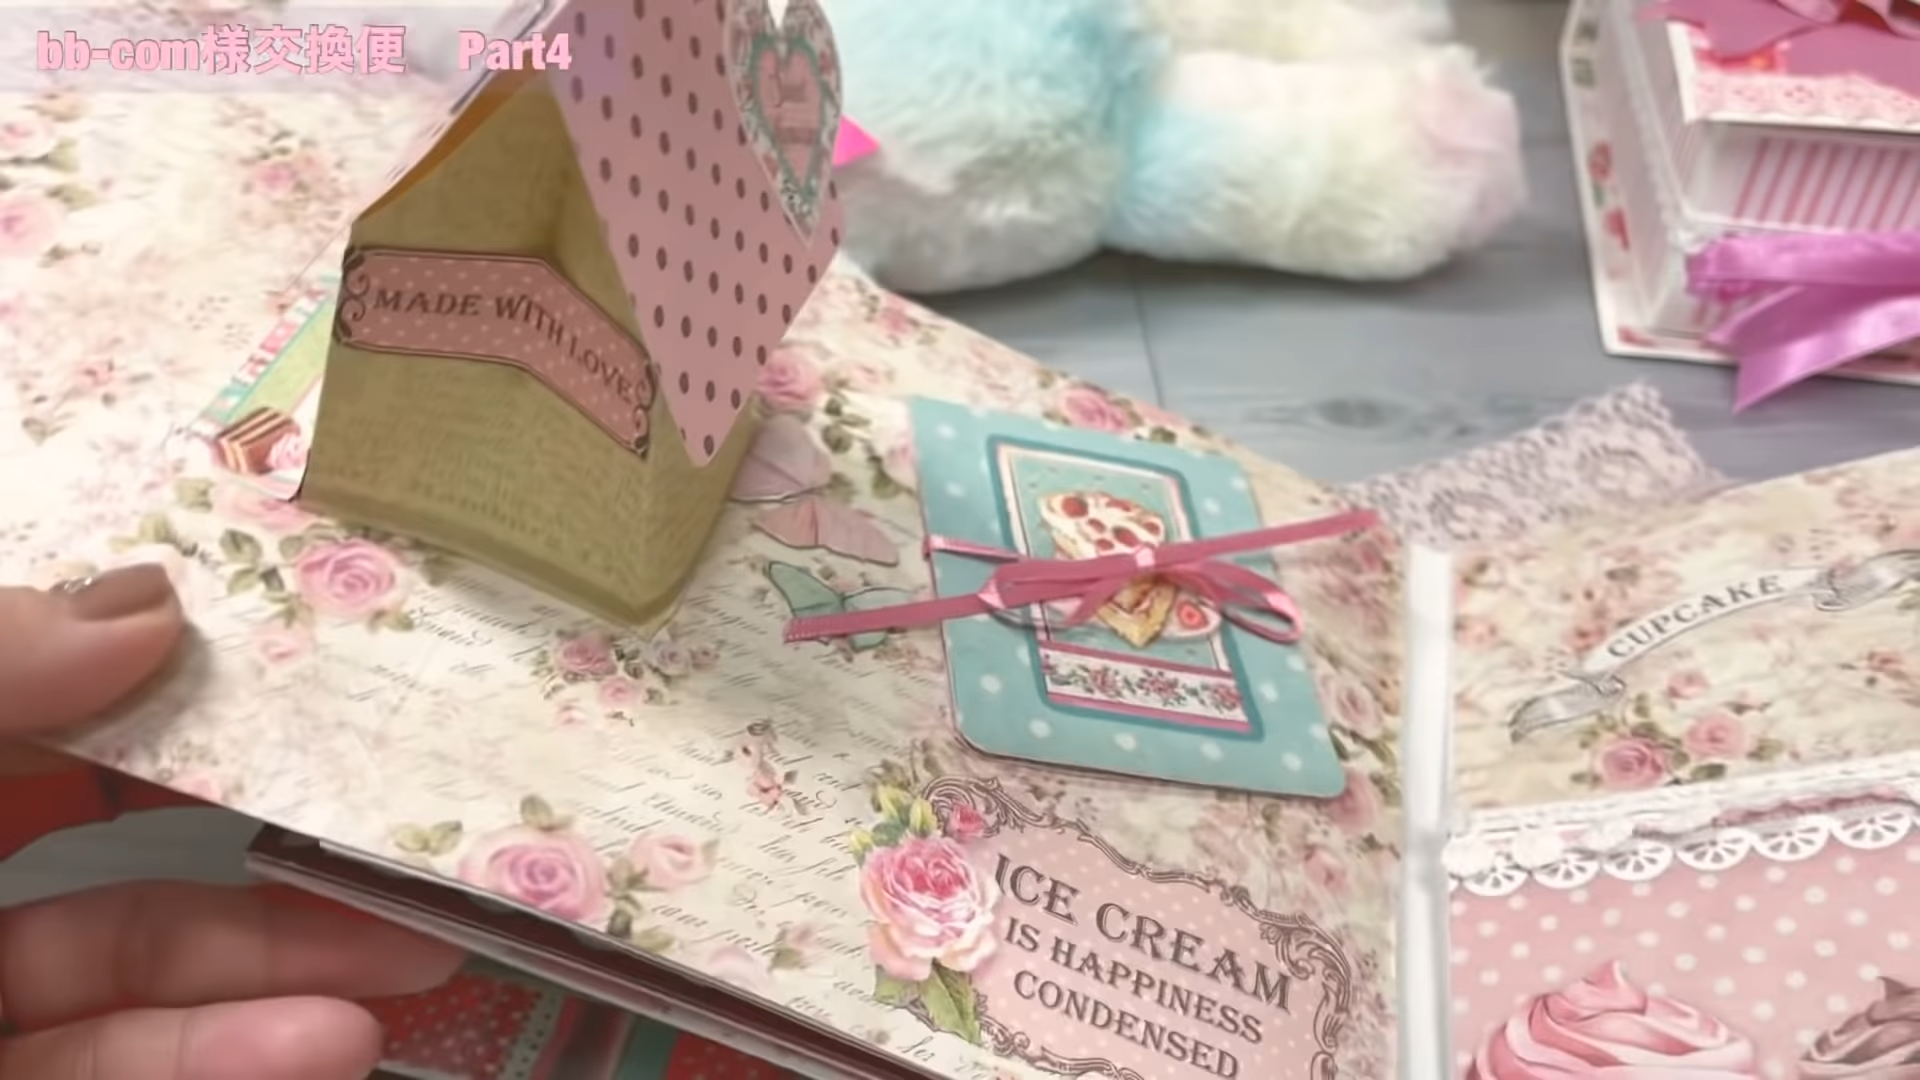 bb-com様交換便 Part4
MADE WITH LOVE
CUPCAKE
ICE CREAM
IS HAPPINESS
CONDENSED